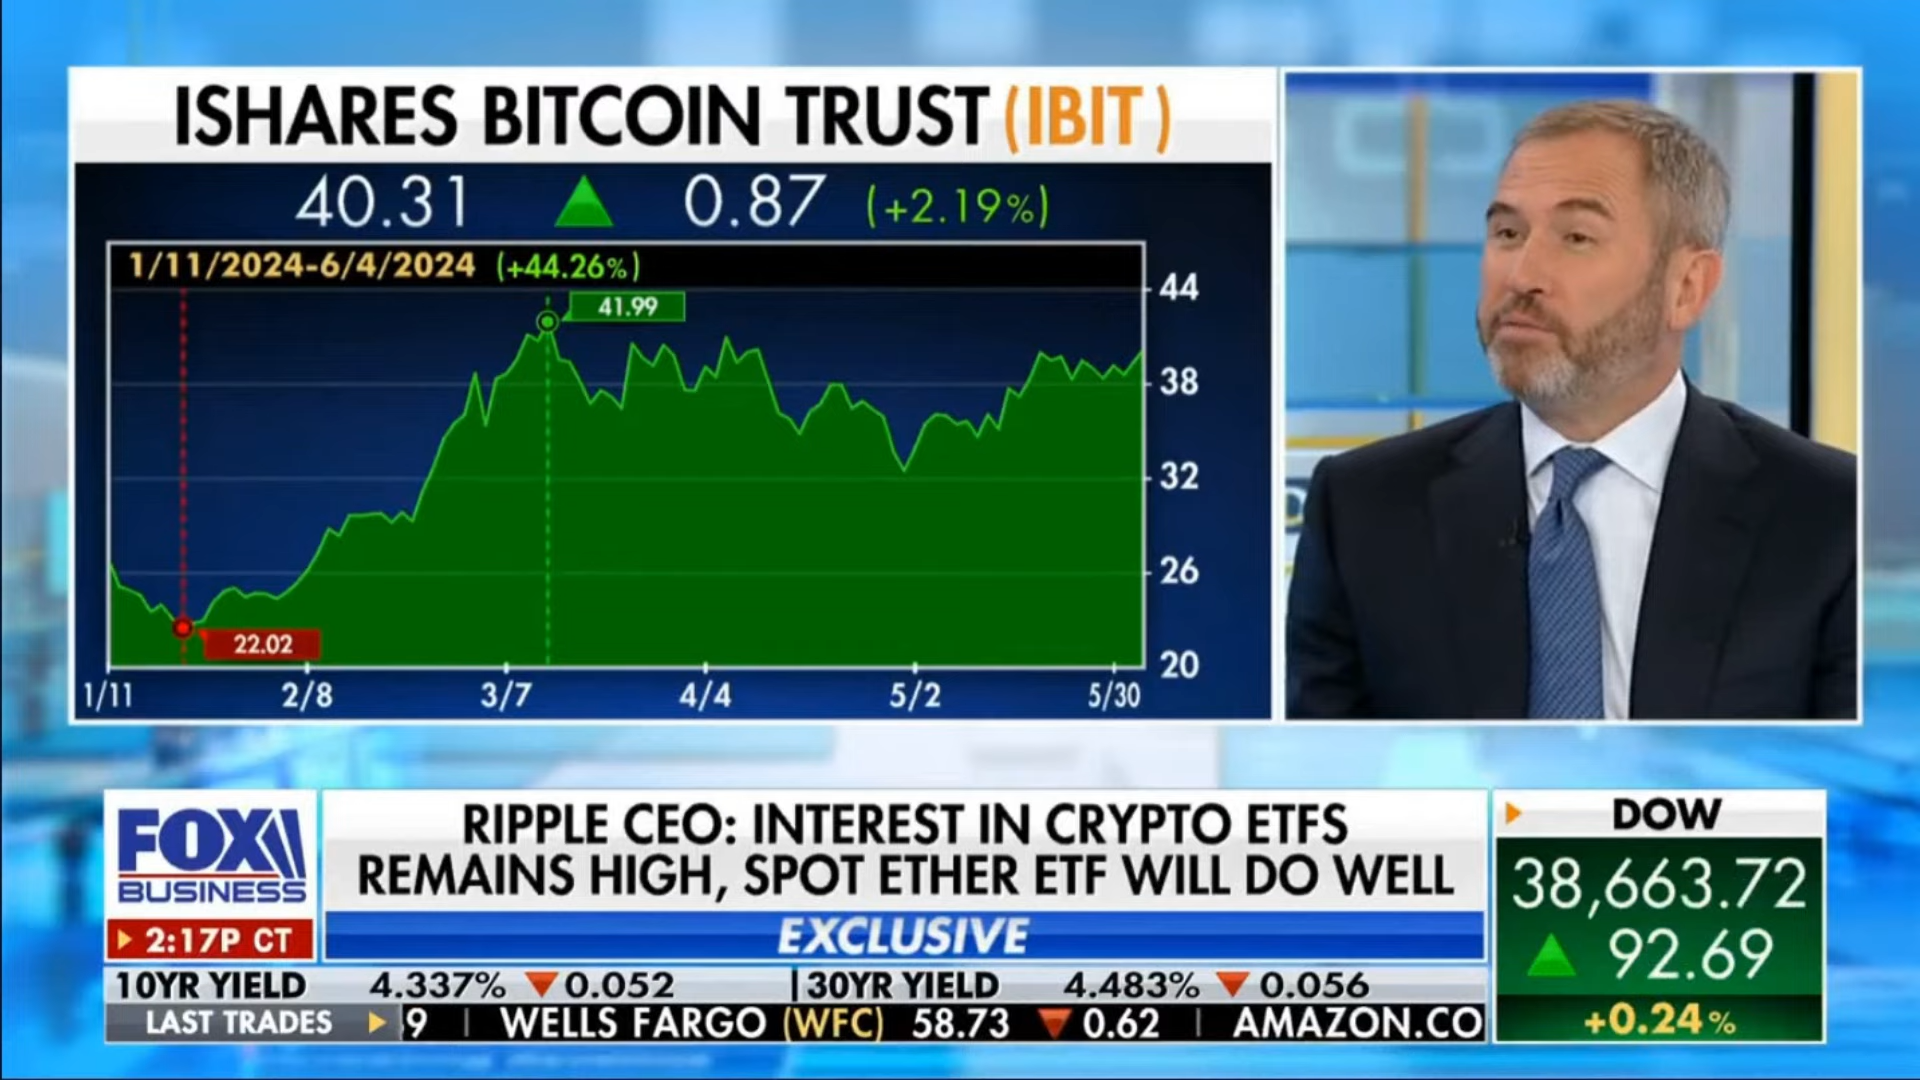 ISHARES BITCOIN TRUST (IBIT)
40.31 ▲ 0.87 (+2.19%)
1/11/2024-6/4/2024 (+44.26%)
41.99
22.02
44
38
32
26
20
1/11 2/8 3/7 4/4 5/2 5/30
FOX
BUSINESS
2:17P CT
RIPPLE CEO: INTEREST IN CRYPTO ETFS
REMAINS HIGH, SPOT ETHER ETF WILL DO WELL
EXCLUSIVE
DOW
38,663.72
▲ 92.69
+0.24%
10YR YIELD 4.337% ▼ 0.052 | 30YR YIELD 4.483% ▼ 0.056
LAST TRADES ▶ 9 | WELLS FARGO (WFC) 58.73 ▼ 0.62 | AMAZON.CO